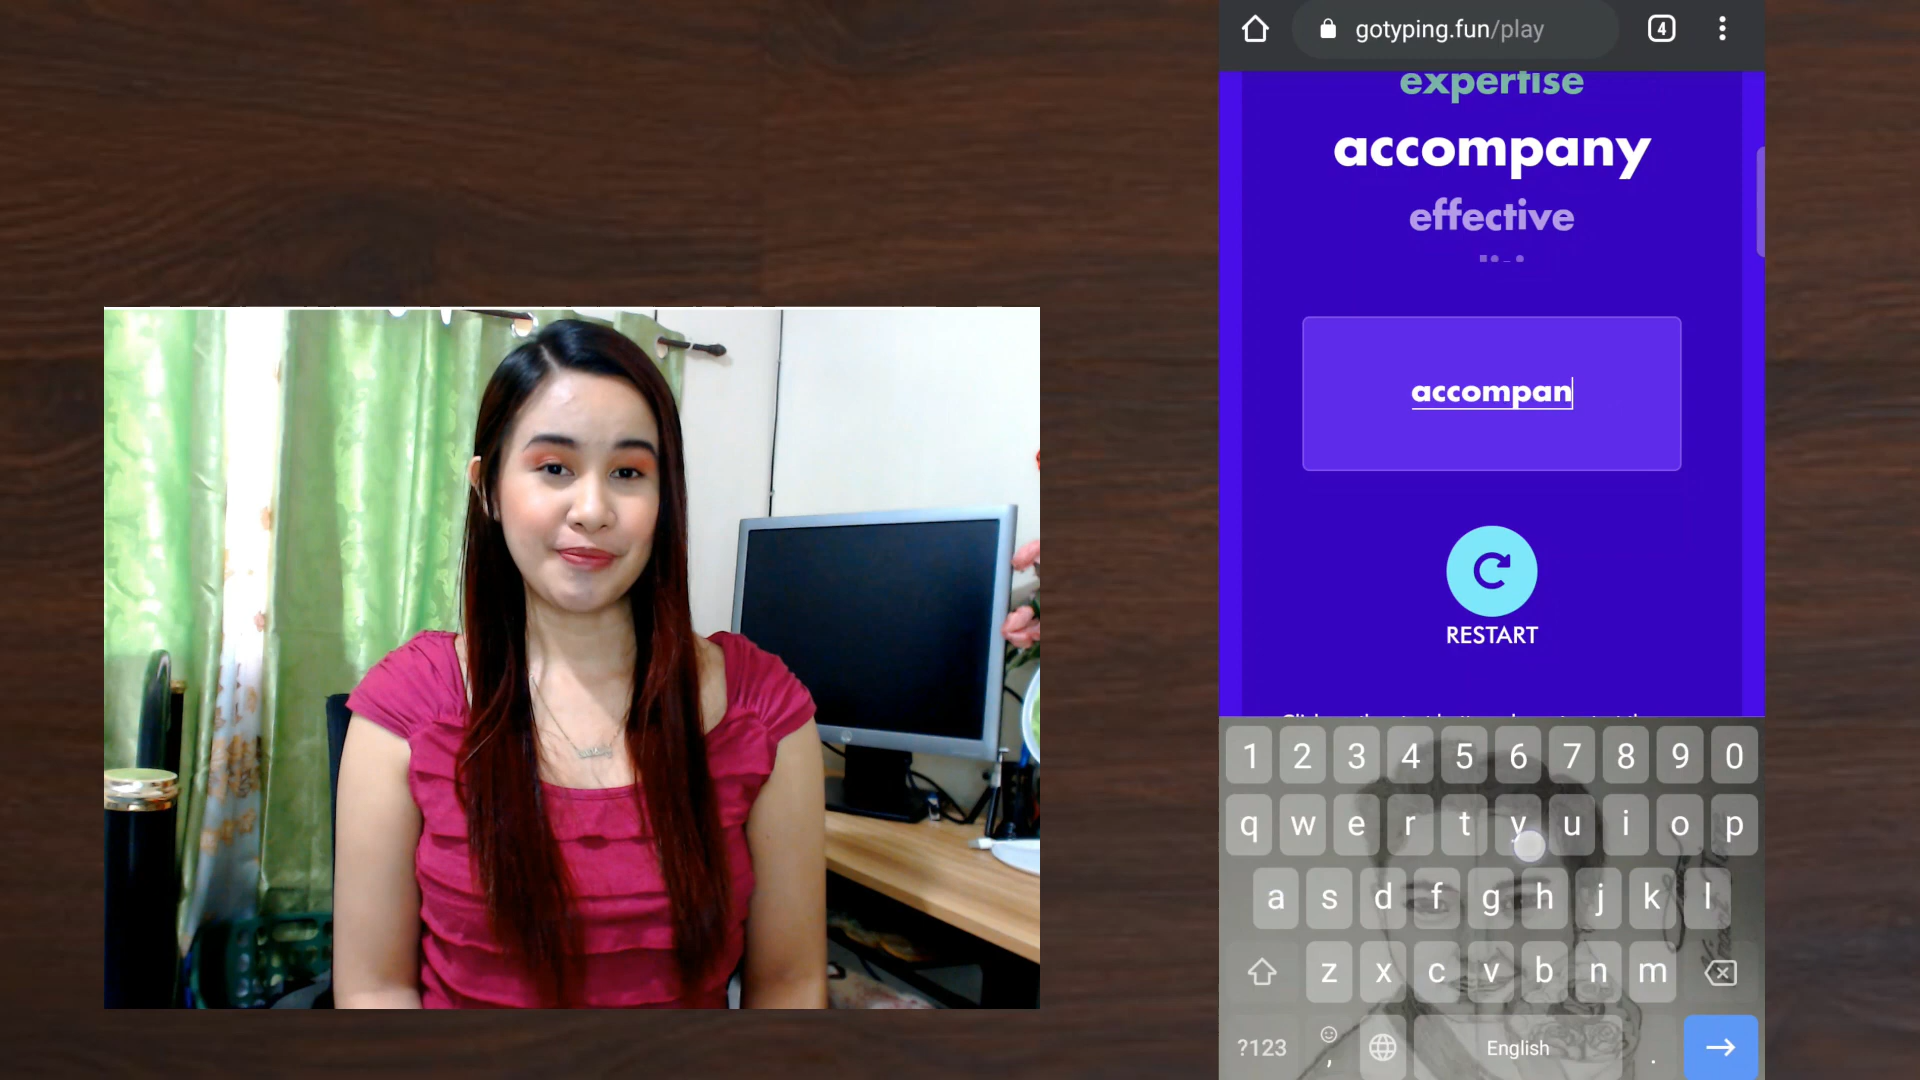 4
gotyping.fun/play
expertise
accompany
effective
accompan
RESTART
1 2 3 4 5 6 7 8 9 0
q w e r t y u i o p
a s d f g h j k l
z x c v b n m
?123 , English .